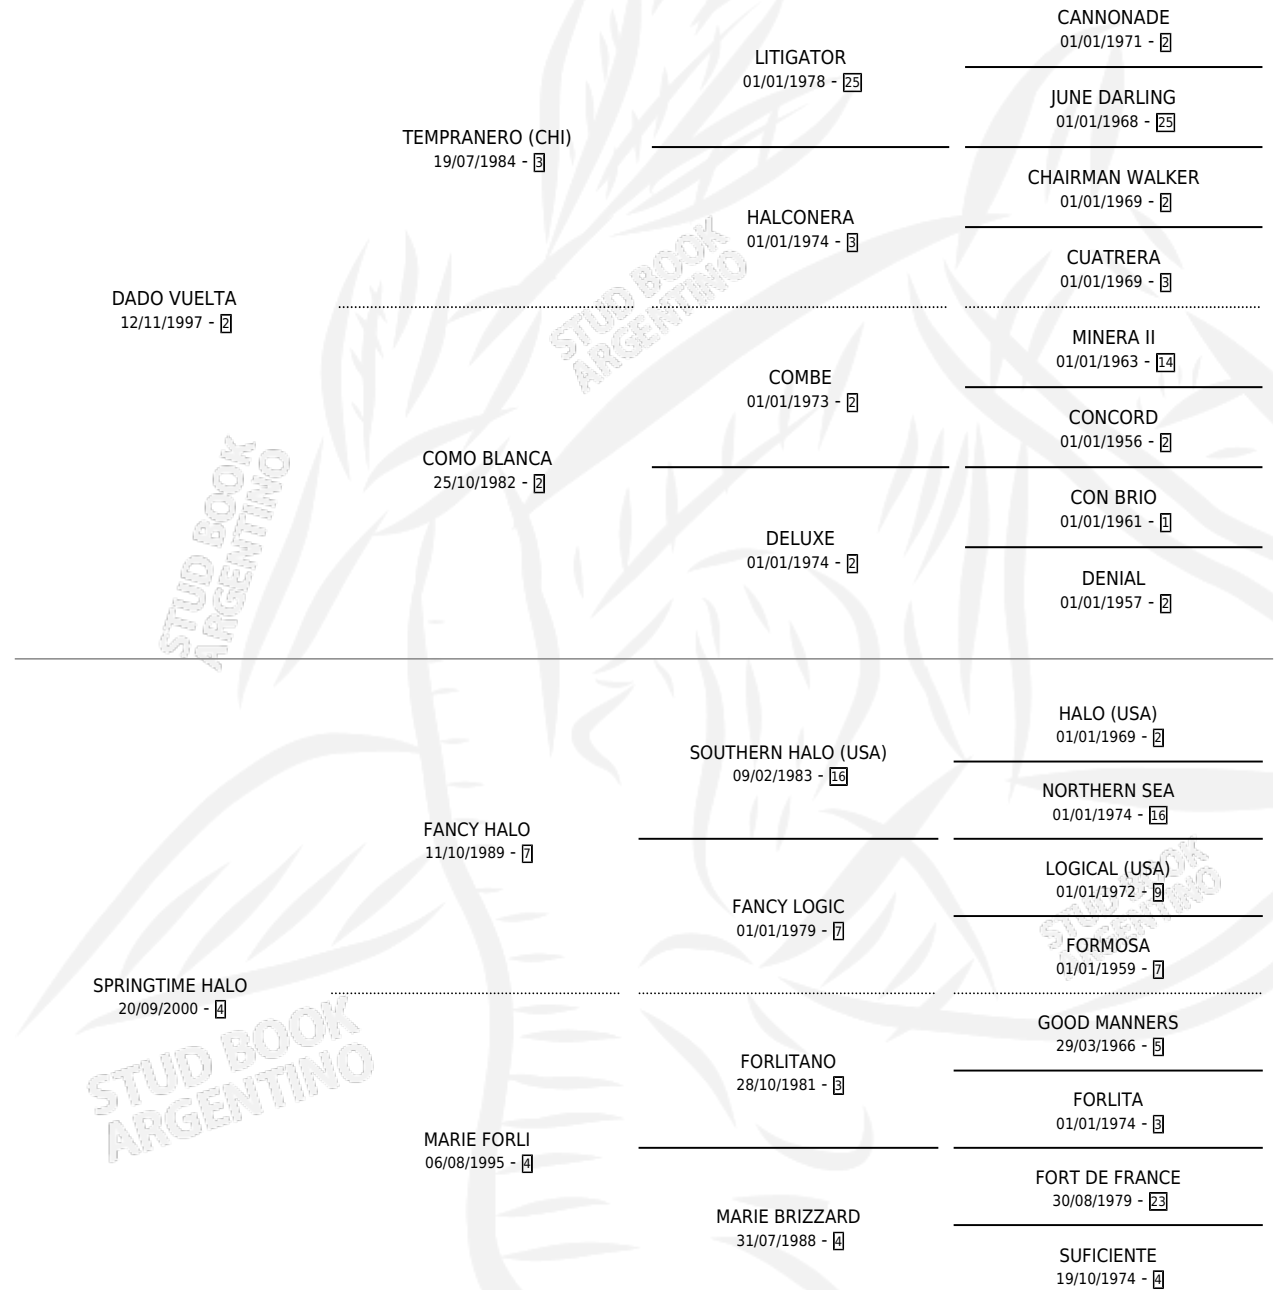 CANNONADE
01/01/1971 - 2
LITIGATOR
01/01/1978 - 25
JUNE DARLING
01/01/1968 - 25
TEMPRANERO (CHI)
19/07/1984 - 3
CHAIRMAN WALKER
01/01/1969 - 2
HALCONERA
01/01/1974 - 3
CUATRERA
01/01/1969 - 3
DADO VUELTA
12/11/1997 - 2
MINERA II
01/01/1963 - 14
COMBE
01/01/1973 - 2
CONCORD
01/01/1956 - 2
COMO BLANCA
25/10/1982 - 2
CON BRIO
01/01/1961 - 1
DELUXE
01/01/1974 - 2
DENIAL
01/01/1957 - 2
HALO (USA)
01/01/1969 - 2
SOUTHERN HALO (USA)
09/02/1983 - 16
NORTHERN SEA
01/01/1974 - 16
FANCY HALO
11/10/1989 - 7
LOGICAL (USA)
01/01/1972 - 9
FANCY LOGIC
01/01/1979 - 7
FORMOSA
01/01/1959 - 7
SPRINGTIME HALO
20/09/2000 - 4
GOOD MANNERS
29/03/1966 - 5
FORLITANO
28/10/1981 - 3
FORLITA
01/01/1974 - 3
MARIE FORLI
06/08/1995 - 4
FORT DE FRANCE
30/08/1979 - 23
MARIE BRIZZARD
31/07/1988 - 4
SUFICIENTE
19/10/1974 - 4
STUD BOOK
ARGENTINO
STUD BOOK
ARGENTINO
STUD BOOK
ARGENTINO
STUD BOOK
ARGENTINO